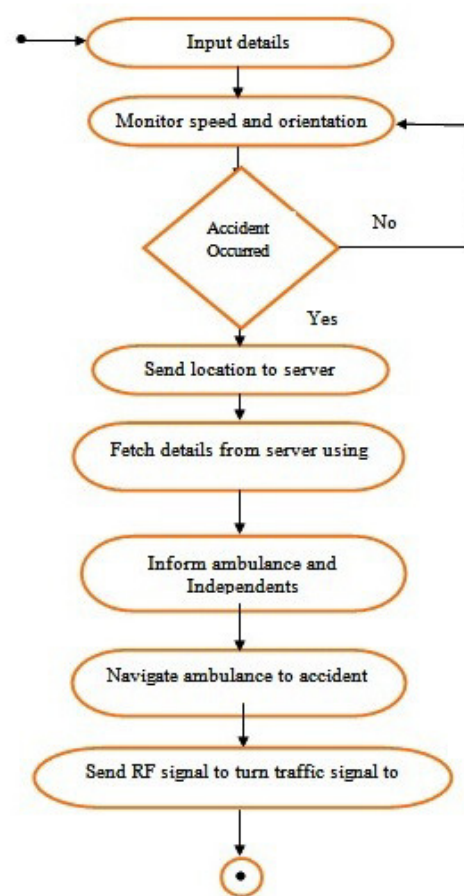 Input details
Monitor speed and orientation
Accident
Occurred
No
Yes
Send location to server
Fetch details from server using
Inform ambulance and
Independents
Navigate ambulance to accident
Send RF signal to turn traffic signal to